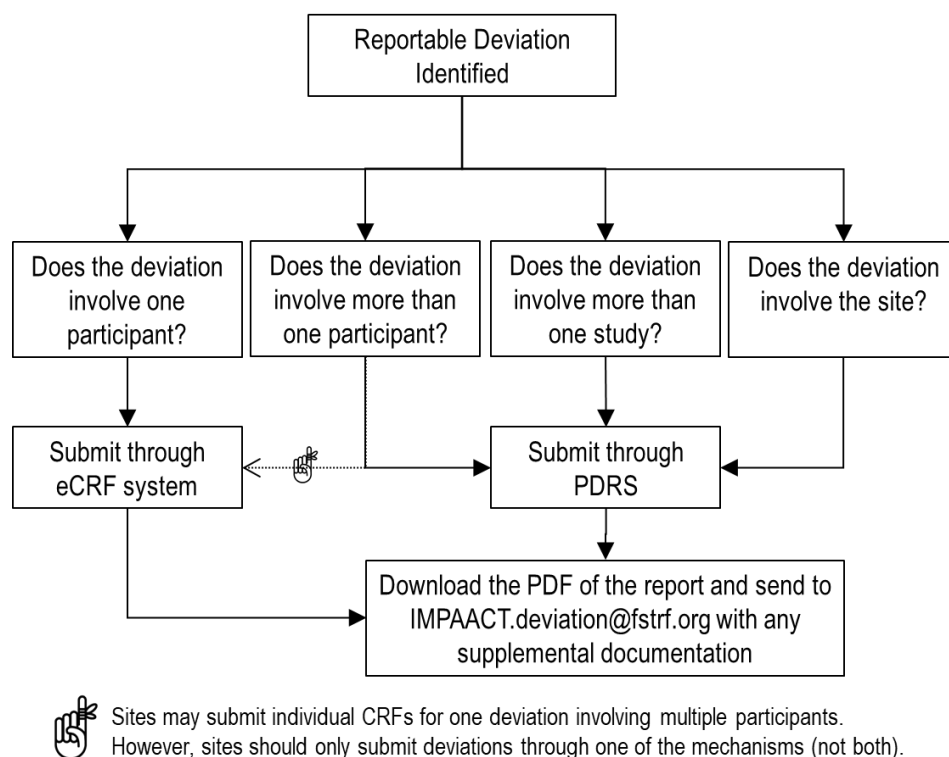 Reportable Deviation
Identified
Does the deviation
involve one
participant?
Does the deviation
involve more than
one participant?
Does the deviation
involve more than
one study?
Does the deviation
involve the site?
Submit through
eCRF system
Submit through
PDRS
Download the PDF of the report and send to
IMPAACT.deviation@fstrf.org with any
supplemental documentation
Sites may submit individual CRFs for one deviation involving multiple participants.
However, sites should only submit deviations through one of the mechanisms (not both).